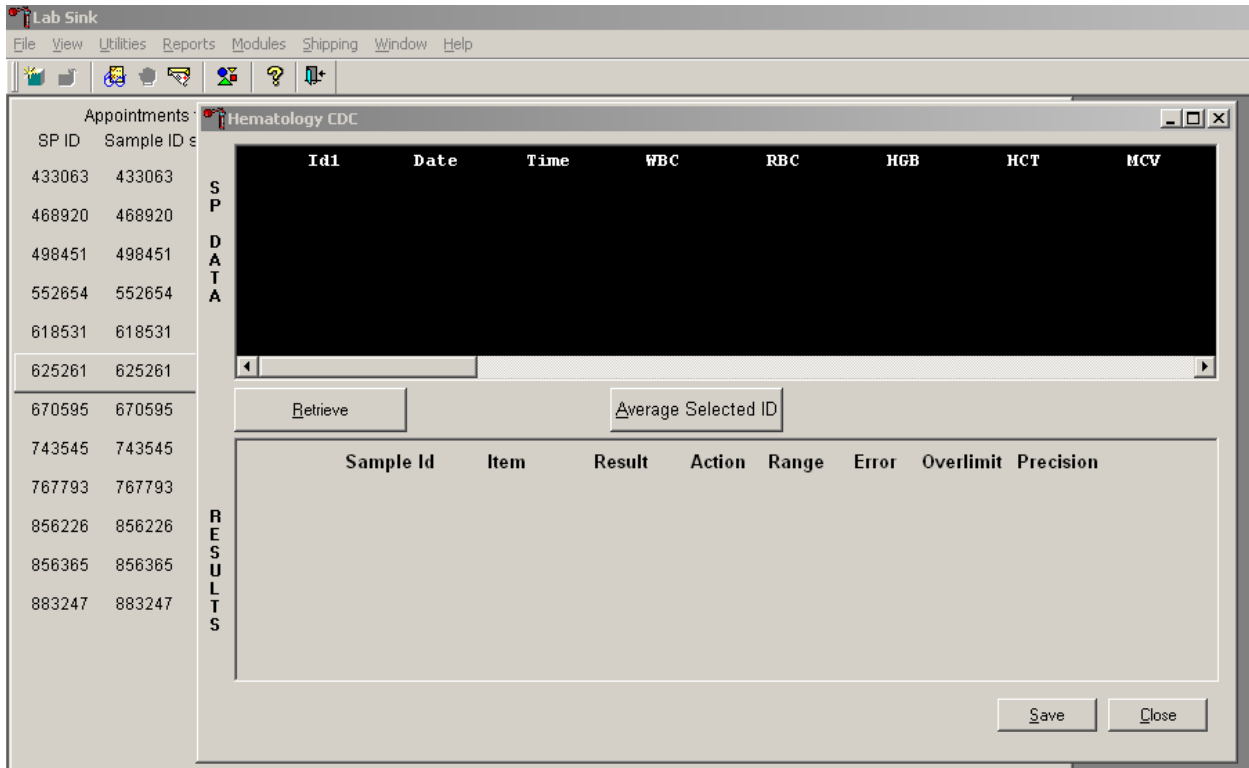 Lab Sink
File View Utilities Reports Modules Shipping Window Help
Appointments
SP ID Sample ID s
433063 433063
468920 468920
498451 498451
552654 552654
618531 618531
625261 625261
670595 670595
743545 743545
767793 767793
856226 856226
856365 856365
883247 883247
Hematology CDC
SP DATA
Id1 Date Time WBC RBC HGB HCT MCV
Retrieve Average Selected ID
RESULTS
Sample Id Item Result Action Range Error Overlimit Precision
Save Close